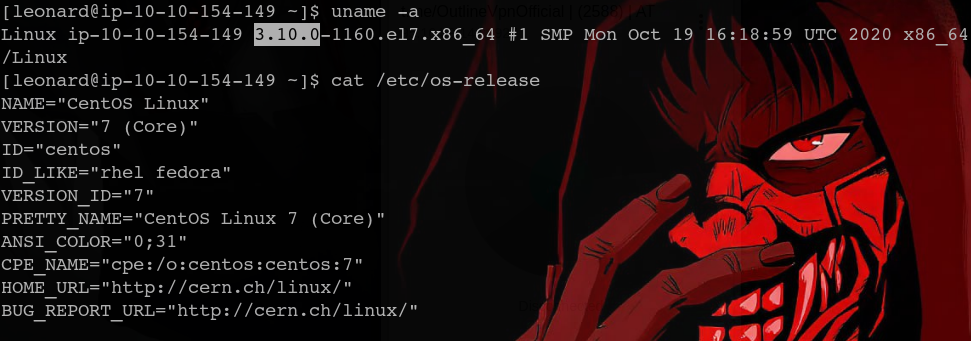 [leonard@ip-10-10-154-149 ~]$ uname -a
Linux ip-10-10-154-149 3.10.0-1160.el7.x86_64 #1 SMP Mon Oct 19 16:18:59 UTC 2020 x86_64
/Linux
[leonard@ip-10-10-154-149 ~]$ cat /etc/os-release
NAME="CentOS Linux"
VERSION="7 (Core)"
ID="centos"
ID_LIKE="rhel fedora"
VERSION_ID="7"
PRETTY_NAME="CentOS Linux 7 (Core)"
ANSI_COLOR="0;31"
CPE_NAME="cpe:/o:centos:centos:7"
HOME_URL="http://cern.ch/linux/"
BUG_REPORT_URL="http://cern.ch/linux/"